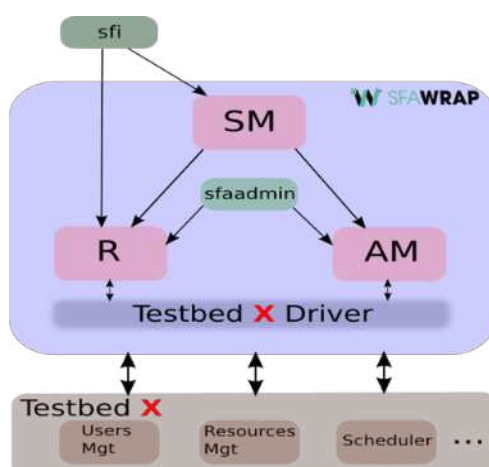 sfi
SFAWRAP
SM
sfaadmin
R
AM
Testbed X Driver
Testbed X
Users
Mgt
Resources
Mgt
Scheduler
...